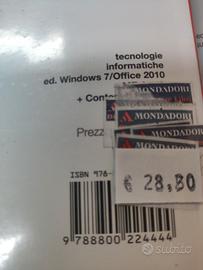 tecnologie
informatiche
ed. Windows 7/Office 2010
MONDADORI
+ Conte
MONDADORI
Prezz
MONDADORI
ISBN 978-
€ 28,80
9 788800 224444
subito